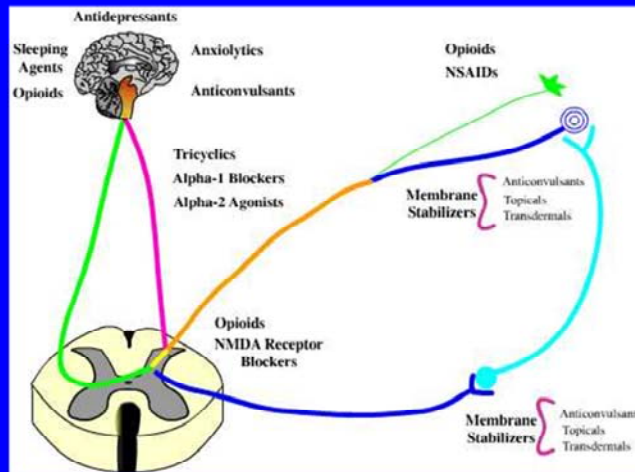 Antidepressants
Sleeping
Agents
Anxiolytics
Opioids
Anticonvulsants
Opioids
NSAIDs
Tricyclics
Alpha-1 Blockers
Alpha-2 Agonists
Membrane
Stabilizers
Anticonvulsants
Topicals
Transdermals
Opioids
NMDA Receptor
Blockers
Membrane
Stabilizers
Anticonvulsant
Topicals
Transdermals